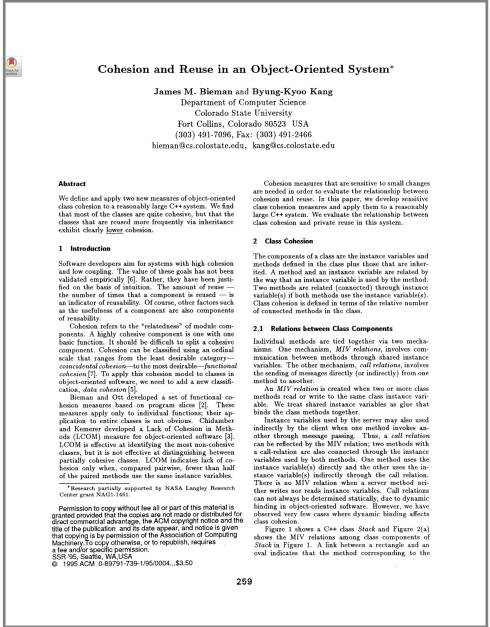 Cohesion and Reuse in an Object-Oriented System*
James M. Bieman and Byung-Kyoo Kang
Department of Computer Science
Colorado State University
Fort Collins, Colorado 80523 USA
(303) 491-7096, Fax: (303) 491-2466
bieman@cs.colostate.edu, kang@cs.colostate.edu
Abstract
We define and apply two new measures of object-oriented
class cohesion to a reasonably large C++ system. We find
that most of the classes are quite cohesive, but that the
classes that are reused more frequently via inheritance
exhibit clearly lower cohesion.
1 Introduction
Software developers aim for systems with high cohesion
and low coupling. The value of these goals has not been
validated empirically [6]. Rather, they have been justi-
fied on the basis of intuition. The amount of reuse —
the number of times that a component is reused — is
an indicator of reusability. Of course, other factors such
as the usefulness of a component are also components
of reusability.
Cohesion refers to the "relatedness" of module com-
ponents. A highly cohesive component is one with one
basic function. It should be difficult to split a cohesive
component. Cohesion can be classified using an ordinal
scale that ranges from the least desirable category—
coincidental cohesion—to the most desirable—functional
cohesion [7]. To apply this cohesion model to classes in
object-oriented software, we need to add a new classifi-
cation, data cohesion [5].
Bieman and Ott developed a set of functional co-
hesion measures based on program slices [2]. These
measures apply only to individual functions; their ap-
plication to entire classes is not obvious. Chidamber
and Kemerer developed a Lack of Cohesion in Meth-
ods (LCOM) measure for object-oriented software [3].
LCOM is effective at identifying the most non-cohesive
classes, but it is not effective at distinguishing between
partially cohesive classes. LCOM indicates lack of co-
hesion only when, compared pairwise, fewer than half
of the paired methods use the same instance variables.
*Research partially supported by NASA Langley Research
Center grant NAG1-1461.
Permission to copy without fee all or part of this material is
granted provided that the copies are not made or distributed for
direct commercial advantage, the ACM copyright notice and the
title of the publication and its date appear, and notice is given
that copying is by permission of the Association of Computing
Machinery.To copy otherwise, or to republish, requires
a fee and/or specific permission.
SSR '95, Seattle, WA,USA
© 1995 ACM 0-89791-739-1/95/0004...$3.50
Cohesion measures that are sensitive to small changes
are needed in order to evaluate the relationship between
cohesion and reuse. In this paper, we develop sensitive
class cohesion measures and apply them to a reasonably
large C++ system. We evaluate the relationship between
class cohesion and private reuse in this system.
2 Class Cohesion
The components of a class are the instance variables and
methods defined in the class plus those that are inher-
ited. A method and an instance variable are related by
the way that an instance variable is used by the method.
Two methods are related (connected) through instance
variable(s) if both methods use the instance variable(s).
Class cohesion is defined in terms of the relative number
of connected methods in the class.
2.1 Relations between Class Components
Individual methods are tied together via two mecha-
nisms. One mechanism, MIV relations, involves com-
munication between methods through shared instance
variables. The other mechanism, call relations, involves
the sending of messages directly (or indirectly) from one
method to another.
An MIV relation is created when two or more class
methods read or write to the same class instance vari-
able. We treat shared instance variables as glue that
binds the class methods together.
Instance variables used by the server may also used
indirectly by the client when one method invokes an-
other through message passing. Thus, a call relation
can be reflected by the MIV relation; two methods with
a call-relation are also connected through the instance
variables used by both methods. One method uses the
instance variable(s) directly and the other uses the in-
stance variable(s) indirectly through the call relation.
There is no MIV relation when a server method nei-
ther writes nor reads instance variables. Call relations
can not always be determined statically, due to dynamic
binding in object-oriented software. However, we have
observed very few cases where dynamic binding affects
class cohesion.
Figure 1 shows a C++ class Stack and Figure 2(a)
shows the MIV relations among class components of
Stack in Figure 1. A link between a rectangle and an
oval indicates that the method corresponding to the
259